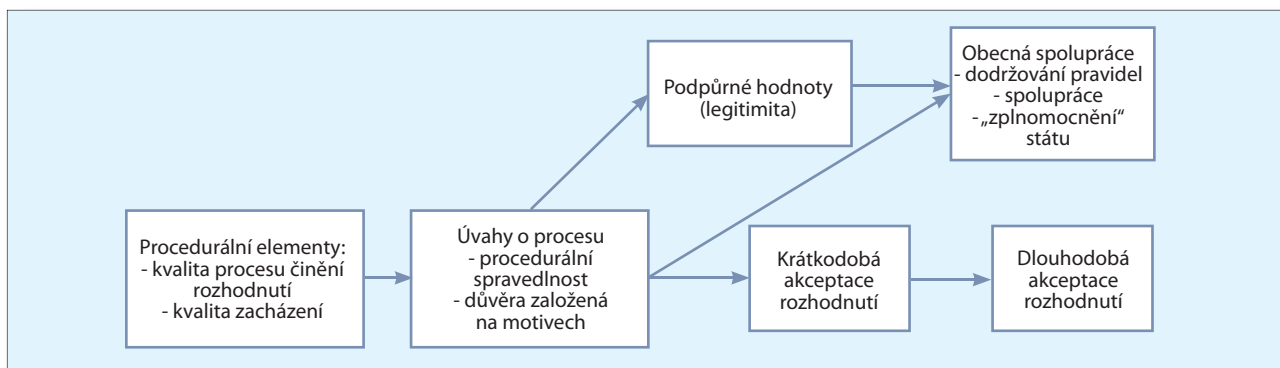 Procedurální elementy:
- kvalita procesu činění
rozhodnutí
- kvalita zacházení
Úvahy o procesu
- procedurální
spravedlnost
- důvěra založená
na motivech
Podpůrné hodnoty
(legitimita)
Obecná spolupráce
- dodržování pravidel
- spolupráce
- „zplnomocnění“
státu
Krátkodobá
akceptace
rozhodnutí
Dlouhodobá
akceptace
rozhodnutí